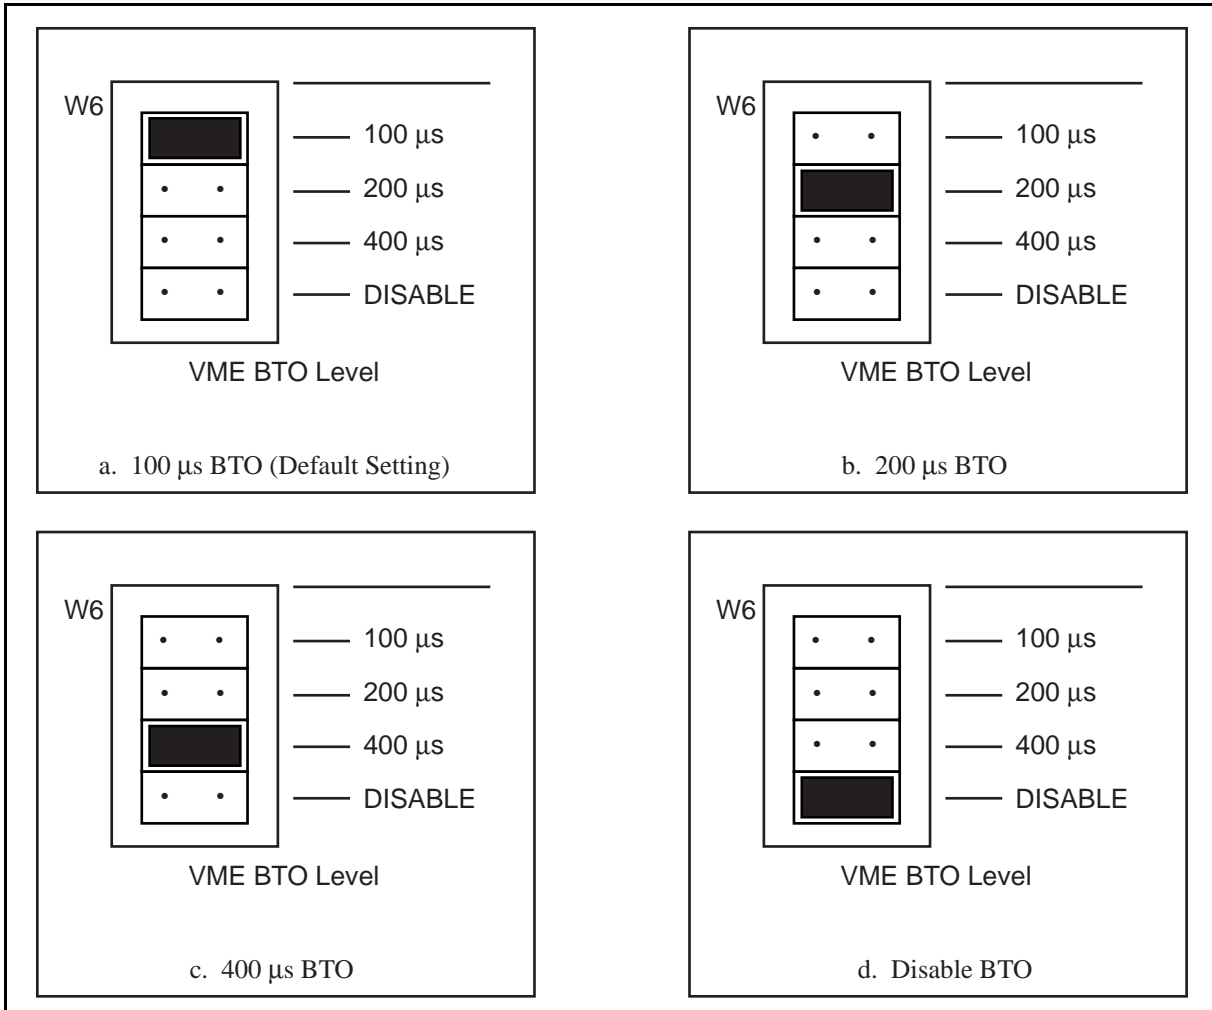 W6
100 µs
200 µs
400 µs
DISABLE
VME BTO Level
a. 100 µs BTO (Default Setting)
W6
100 µs
200 µs
400 µs
DISABLE
VME BTO Level
b. 200 µs BTO
W6
100 µs
200 µs
400 µs
DISABLE
VME BTO Level
c. 400 µs BTO
W6
100 µs
200 µs
400 µs
DISABLE
VME BTO Level
d. Disable BTO